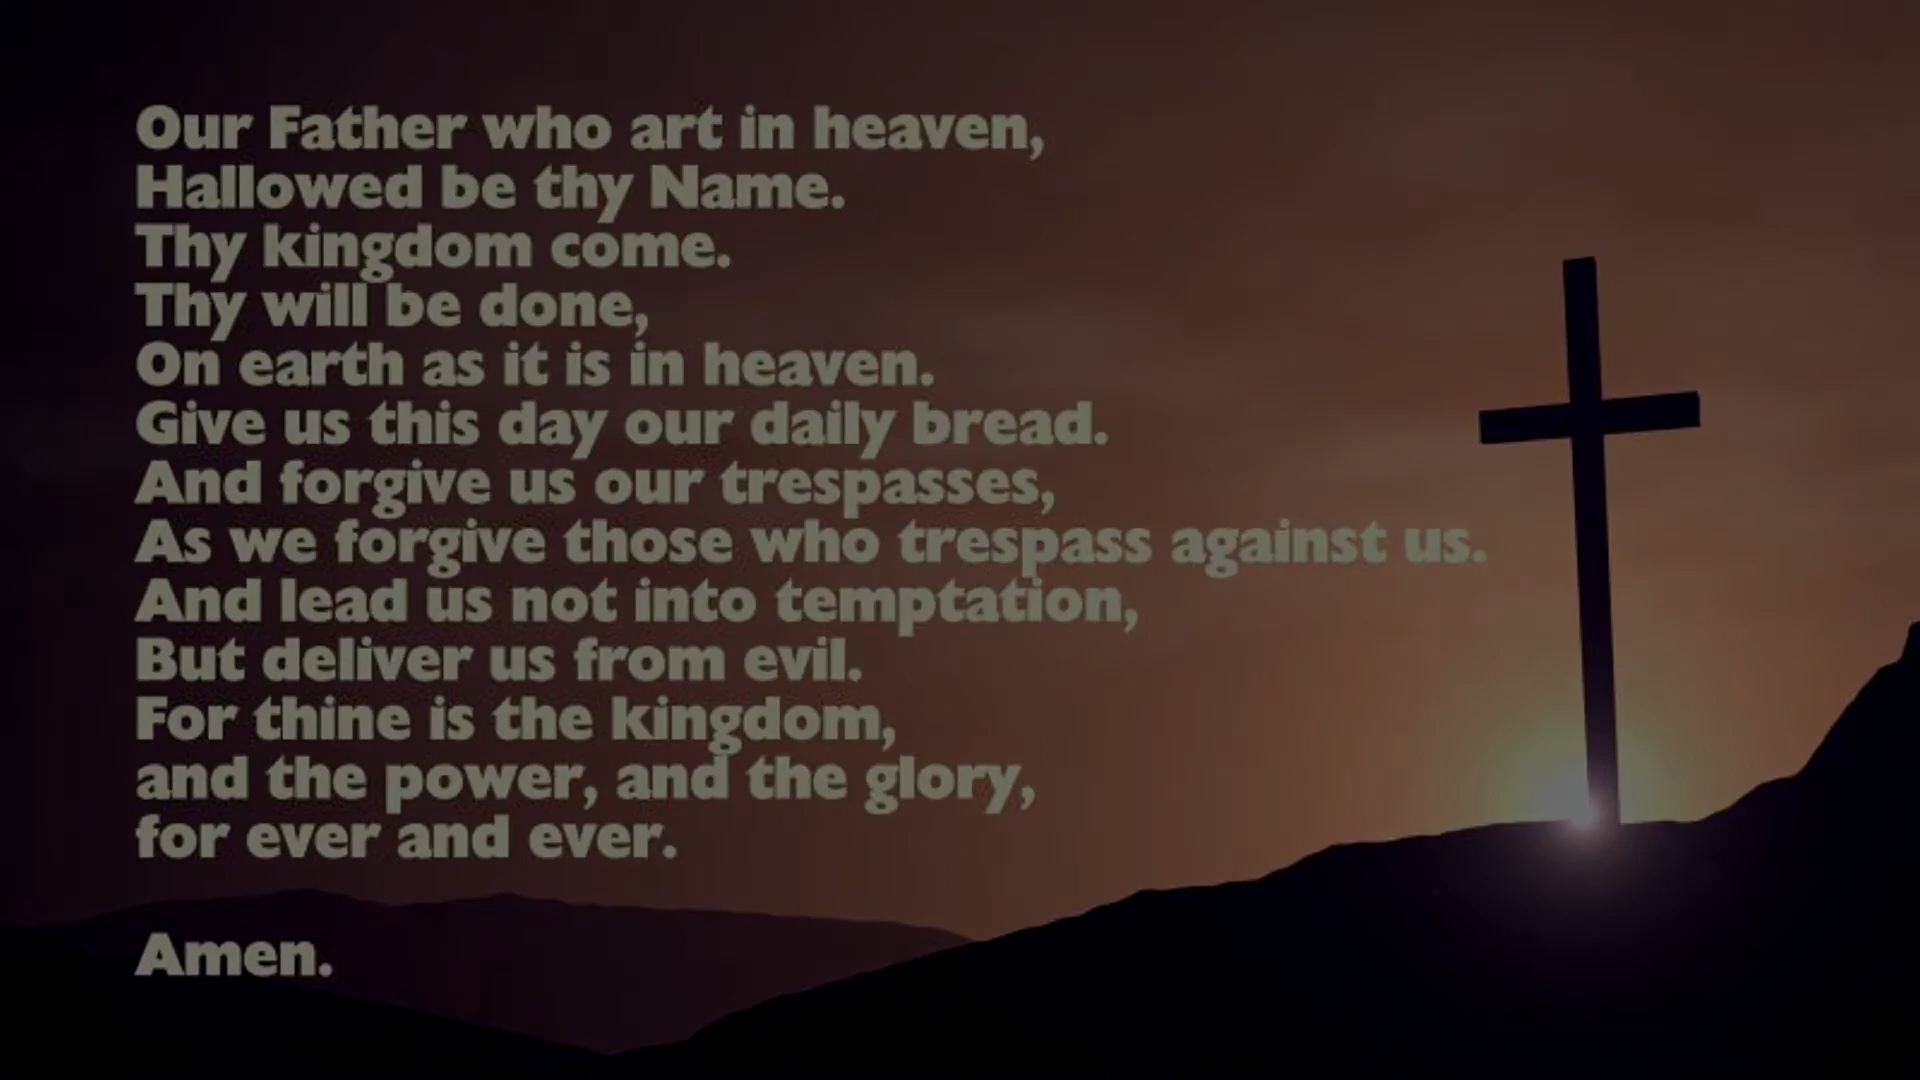 Our Father who art in heaven,
Hallowed be thy Name.
Thy kingdom come.
Thy will be done,
On earth as it is in heaven.
Give us this day our daily bread.
And forgive us our trespasses,
As we forgive those who trespass against us.
And lead us not into temptation,
But deliver us from evil.
For thine is the kingdom,
and the power, and the glory,
for ever and ever.
Amen.